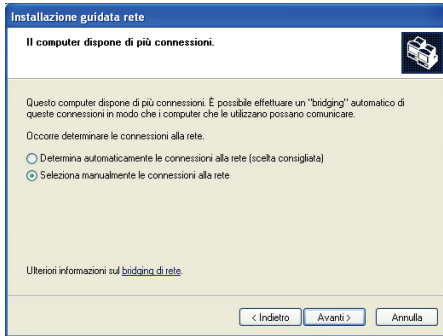 Installazione guidata rete
Il computer dispone di più connessioni.
Questo computer dispone di più connessioni. È possibile effettuare un "bridging" automatico di
queste connessioni in modo che i computer che le utilizzano possano comunicare.
Occorre determinare le connessioni alla rete.
Determina automaticamente le connessioni alla rete (scelta consigliata)
Seleziona manualmente le connessioni alla rete
Ulteriori informazioni sul bridging di rete.
< Indietro Avanti > Annulla